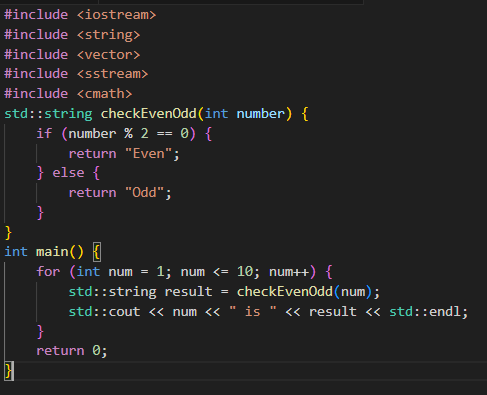 #include <iostream>
#include <string>
#include <vector>
#include <sstream>
#include <cmath>
std::string checkEvenOdd(int number) {
    if (number % 2 == 0) {
        return "Even";
    } else {
        return "Odd";
    }
}
int main() {
    for (int num = 1; num <= 10; num++) {
        std::string result = checkEvenOdd(num);
        std::cout << num << " is " << result << std::endl;
    }
    return 0;
}